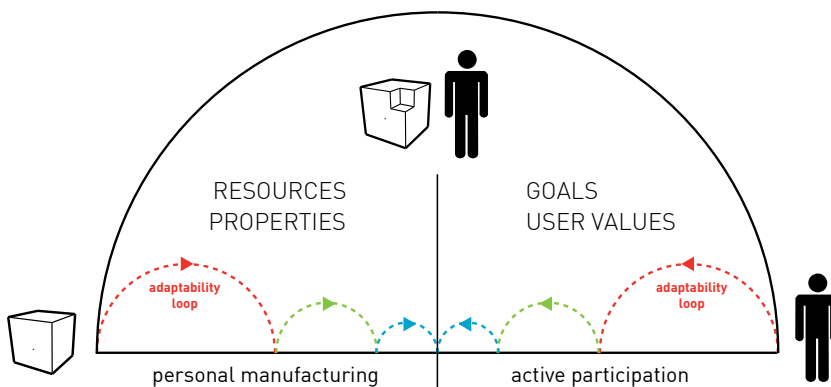 RESOURCES
PROPERTIES
GOALS
USER VALUES
adaptability
loop
adaptability
loop
personal manufacturing
active participation